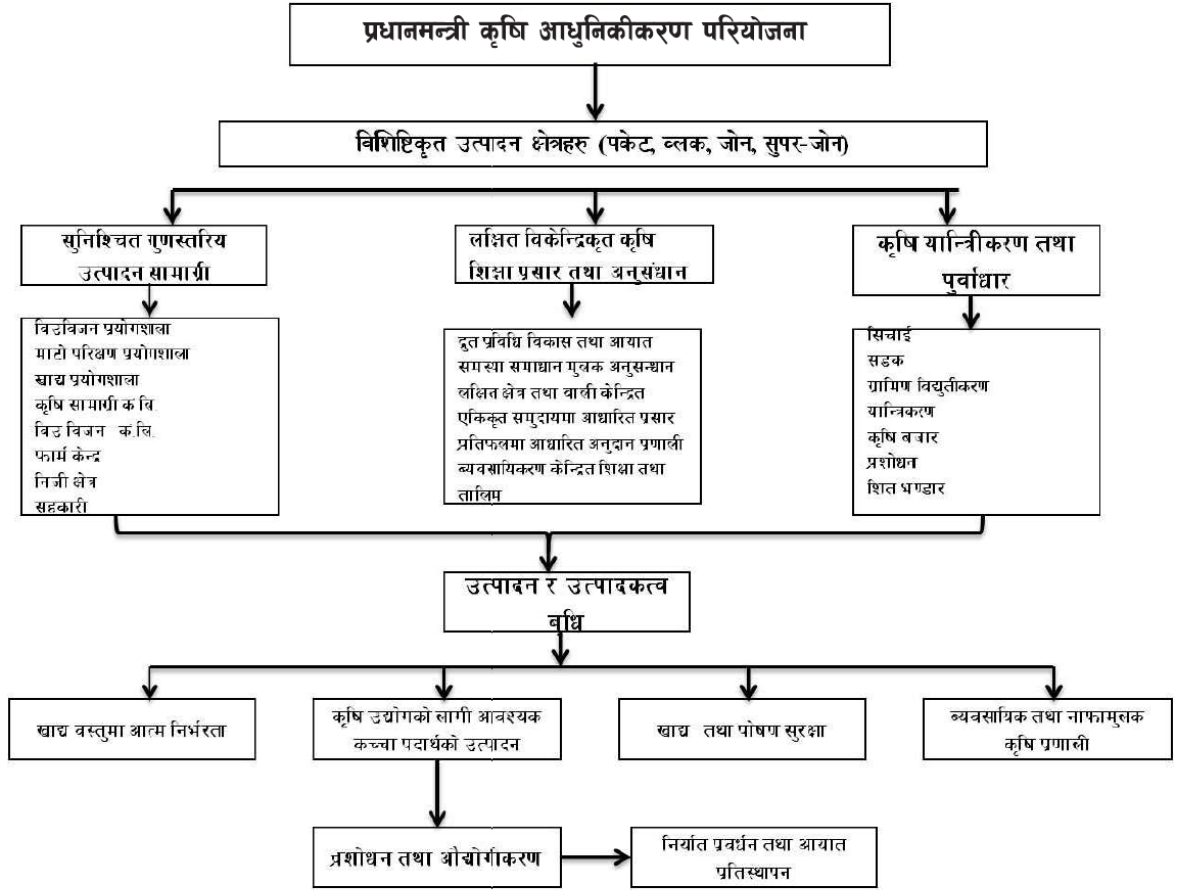 प्रधानमन्त्री कृषि आधुनिकीकरण परियोजना
विशिष्टिकृत उत्पादन क्षेत्रहरु (पकेट, व्लक, जोन, सुपर-जोन)
सुनिश्चित गुणस्तरिय
उत्पादन सामाग्री
लक्षित विकेन्द्रिकृत कृषि
शिक्षा प्रसार तथा अनुसंधान
कृषि यान्त्रिीकरण तथा
पुर्वाधार
विउविजन प्रयोगशाला
माटो परिक्षण प्रयोगशाला
खाद्य प्रयोगशाला
कृषि सामाग्री क.वि.
विउ विजन क.लि.
फार्म केन्द्र
निजी क्षेत्र
सहकारी
द्रुत प्रविधि विकास तथा आयात
समस्या समाधान मुलक अनुसन्धान
लक्षित क्षेत्र तथा वाली केन्द्रित
एकिकृत समुदायमा आधारित प्रसार
प्रतिफलमा आधारित अनुदान प्रणाली
ब्यवसायिकरण केन्द्रित शिक्षा तथा
तालिम
सिचाई
सडक
ग्रामिण विद्युतीकरण
यान्त्रिकरण
कृषि बजार
प्रशोधन
शित भण्डार
उत्पादन र उत्पादकत्व
बृधि
खाद्य वस्तुमा आत्म निर्भरता
कृषि उद्योगको लागी आवश्यक
कच्चा पदार्थको उत्पादन
खाद्य तथा पोषण सुरक्षा
ब्यवसायिक तथा नाफामुलक
कृषि प्रणाली
प्रशोधन तथा औद्योगीकरण
निर्यात प्रवर्धन तथा आयात
प्रतिस्थापन